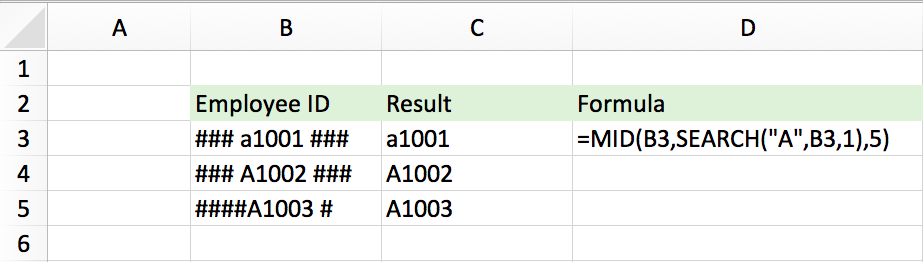 A B C D
1
2 Employee ID Result Formula
3 ### a1001 ### a1001 =MID(B3,SEARCH("A",B3,1),5)
4 ### A1002 ### A1002
5 ####A1003 # A1003
6